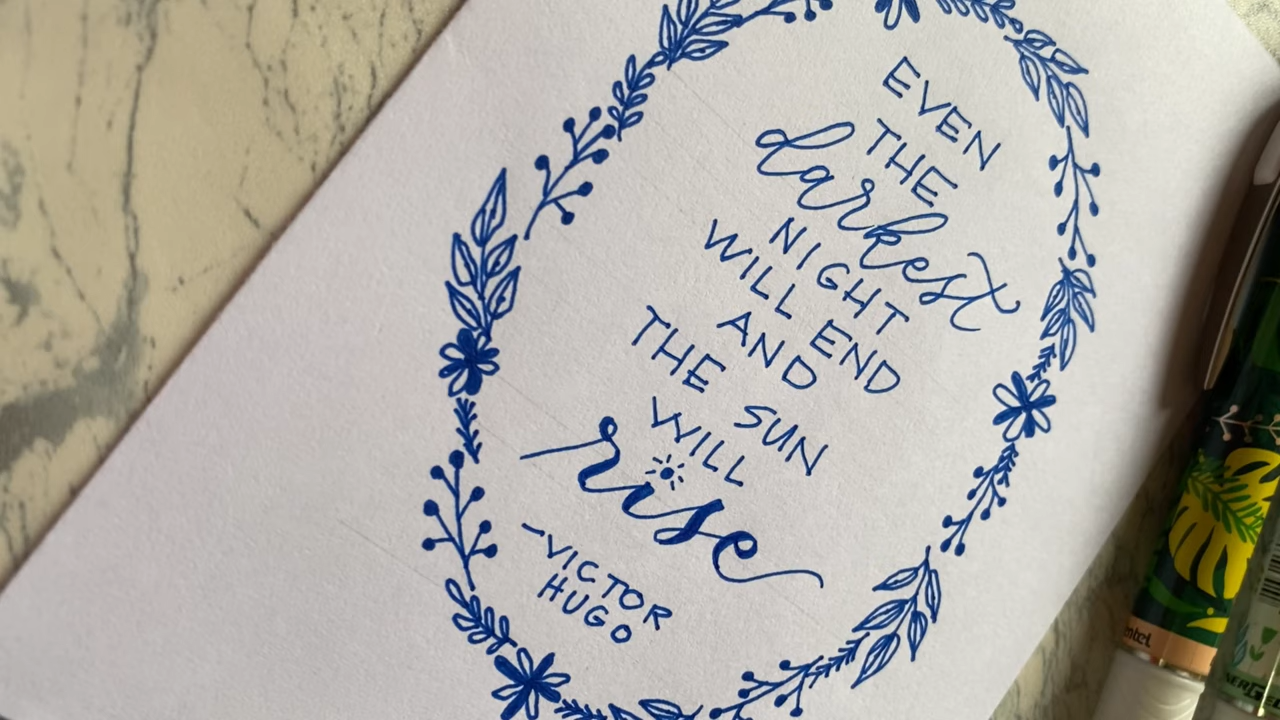 EVEN
THE
darkest
NIGHT
WILL END
AND
THE SUN
WILL
rise
-VICTOR
HUGO